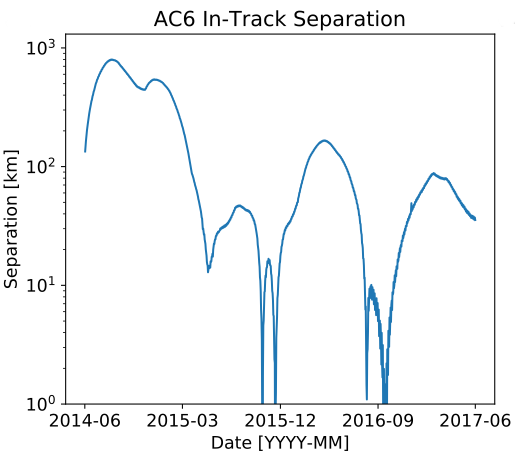 AC6 In-Track Separation
10³
10²
10¹
10⁰
Separation [km]
2014-06 2015-03 2015-12 2016-09 2017-06
Date [YYYY-MM]